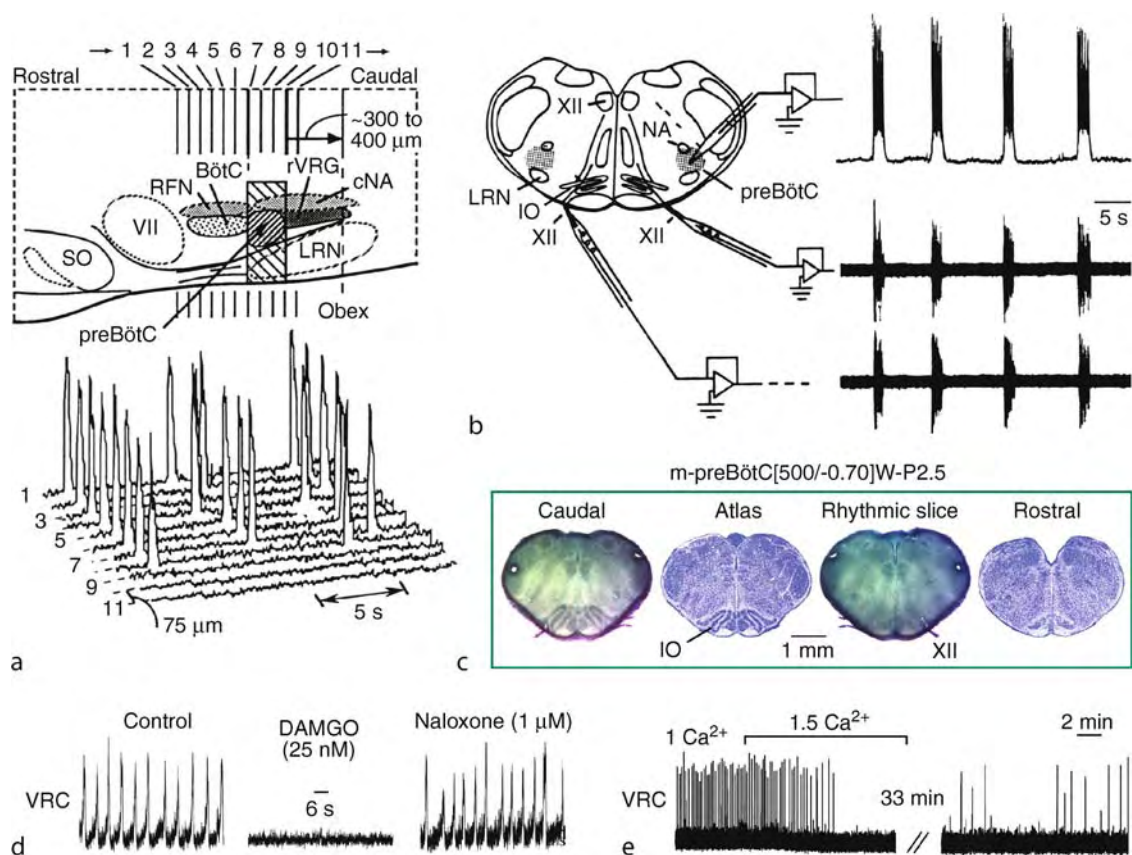 1 2 3 4 5 6 7 8 9 10 11
Rostral
Caudal
~300 to
400 μm
BötC
rVRG
RFN
cNA
VII
SO
LRN
preBötC
Obex
1
3
5
7
9
11
75 μm
5 s
a
XII
NA
LRN
IO
preBötC
XII
XII
5 s
b
m-preBötC[500/-0.70]W-P2.5
Caudal
Atlas
Rhythmic slice
Rostral
IO
1 mm
XII
c
Control
DAMGO
(25 nM)
Naloxone (1 μM)
6 s
VRC
d
1.5 Ca²⁺
2 min
1 Ca²⁺
VRC
33 min
e